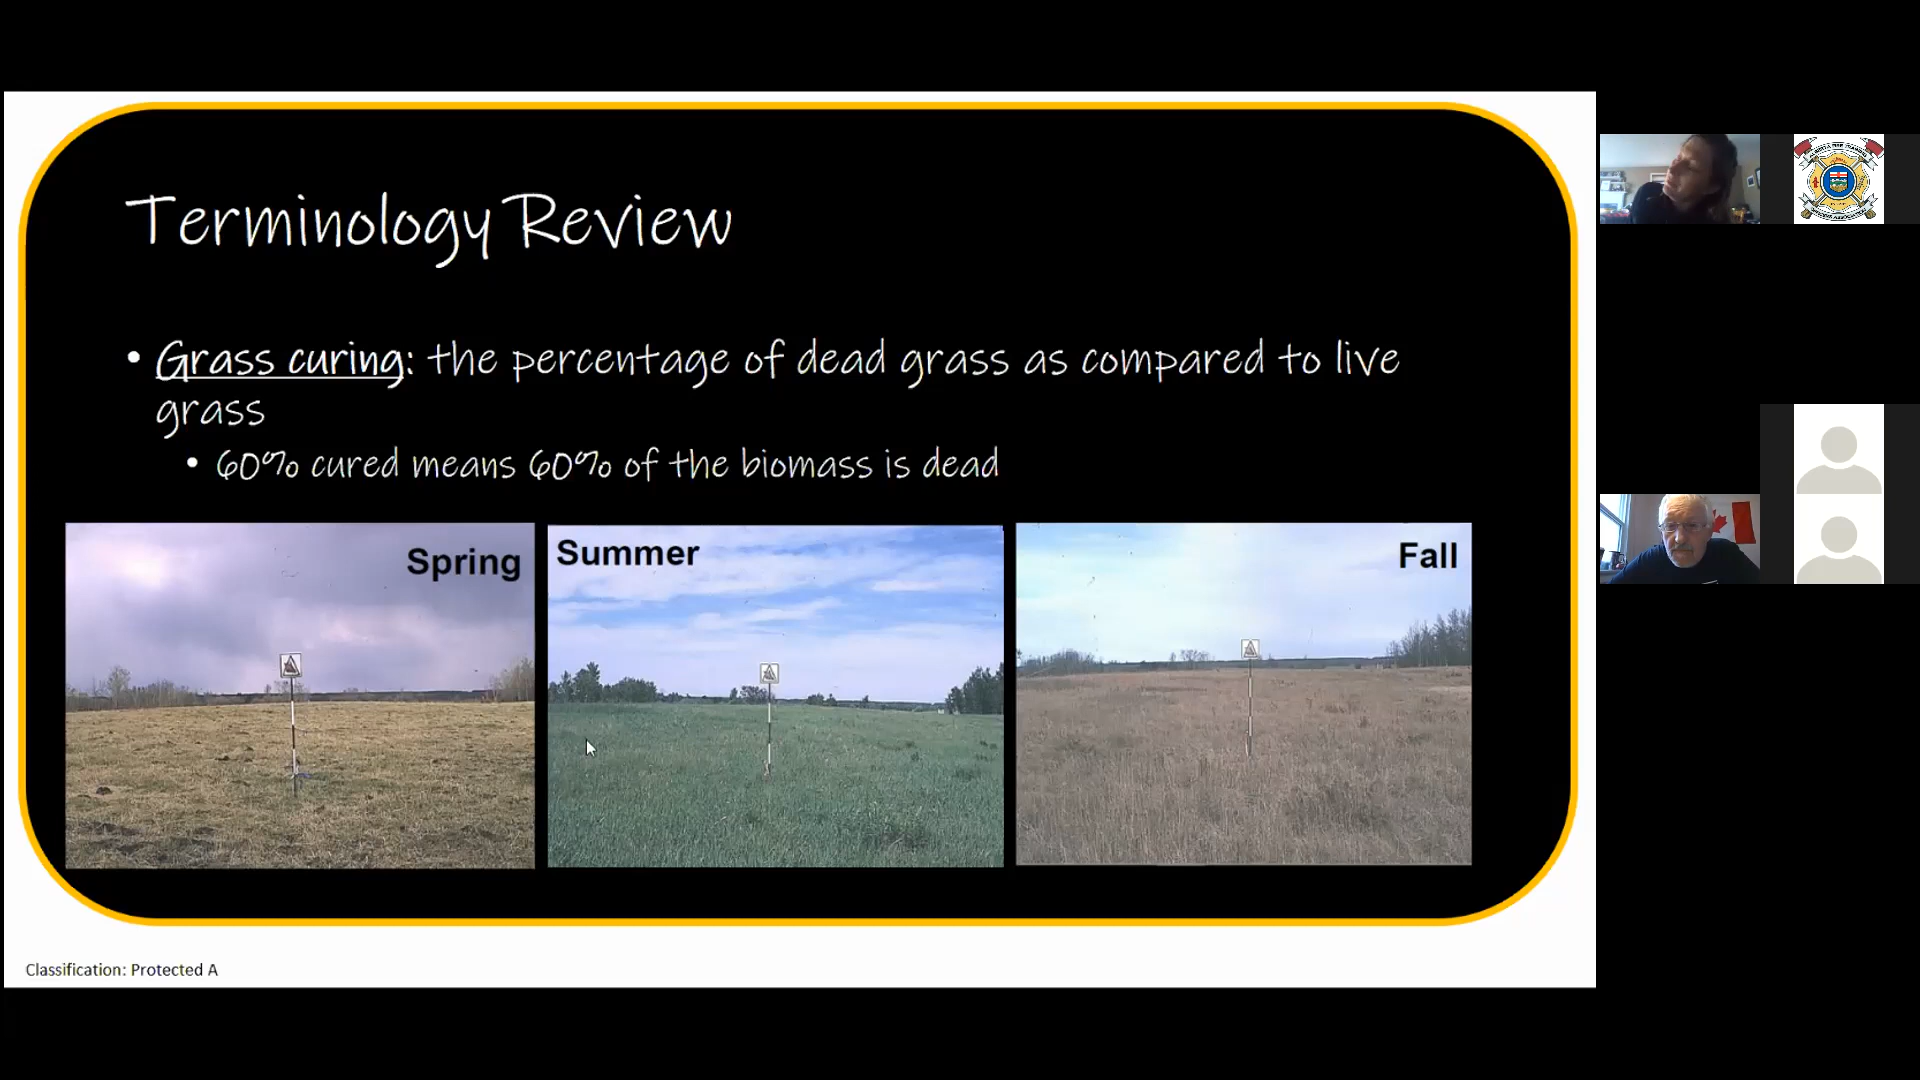 Terminology Review
• Grass curing: the percentage of dead grass as compared to live
grass
• 60% cured means 60% of the biomass is dead
Spring
Summer
Fall
Classification: Protected A